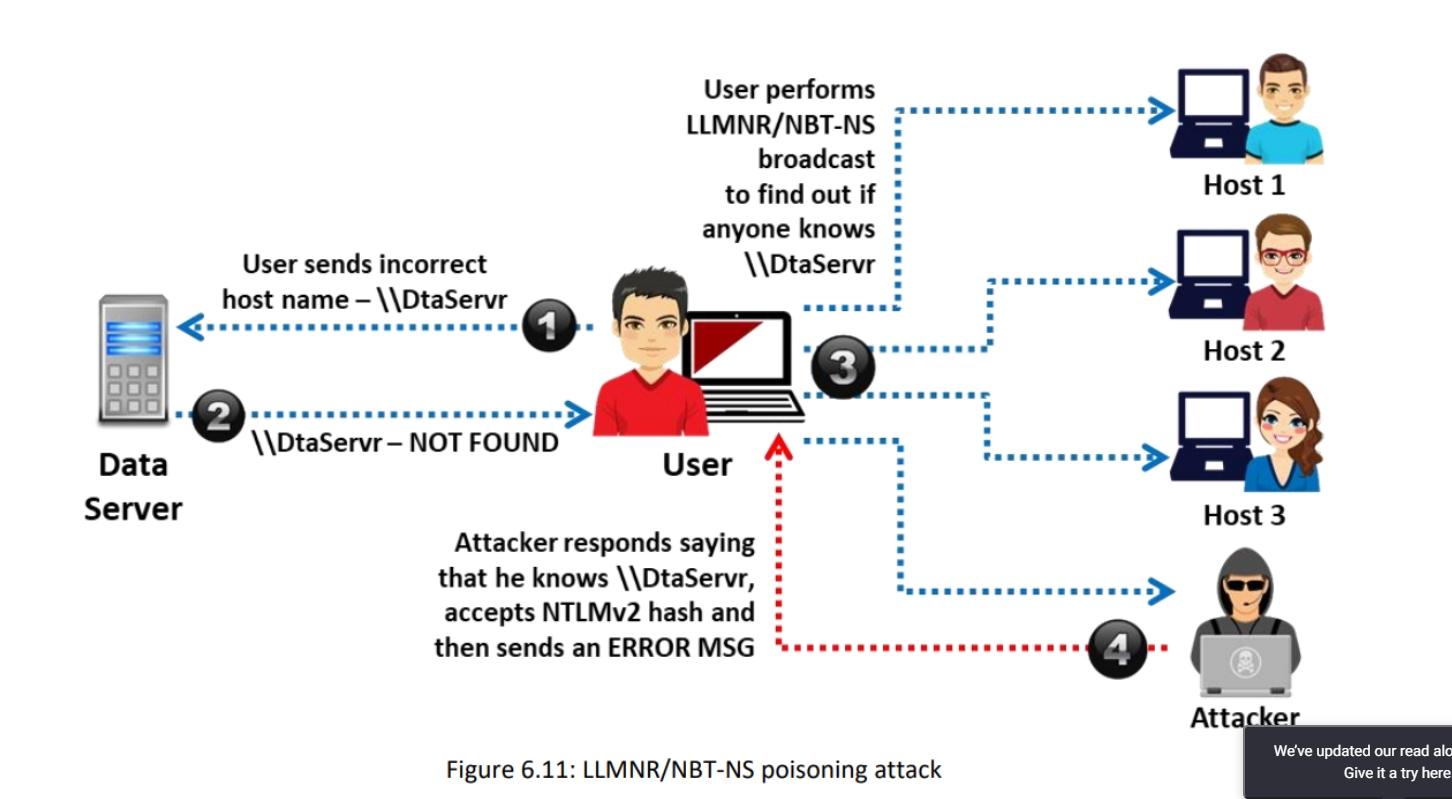 User performs
LLMNR/NBT-NS
broadcast
to find out if
anyone knows
\\DtaServr
Host 1
User sends incorrect
host name – \\DtaServr
1
Host 2
3
2
\\DtaServr – NOT FOUND
Data
Server
User
Host 3
Attacker responds saying
that he knows \\DtaServr,
accepts NTLMv2 hash and
then sends an ERROR MSG
4
Attacker
We've updated our read alo
Give it a try here
Figure 6.11: LLMNR/NBT-NS poisoning attack